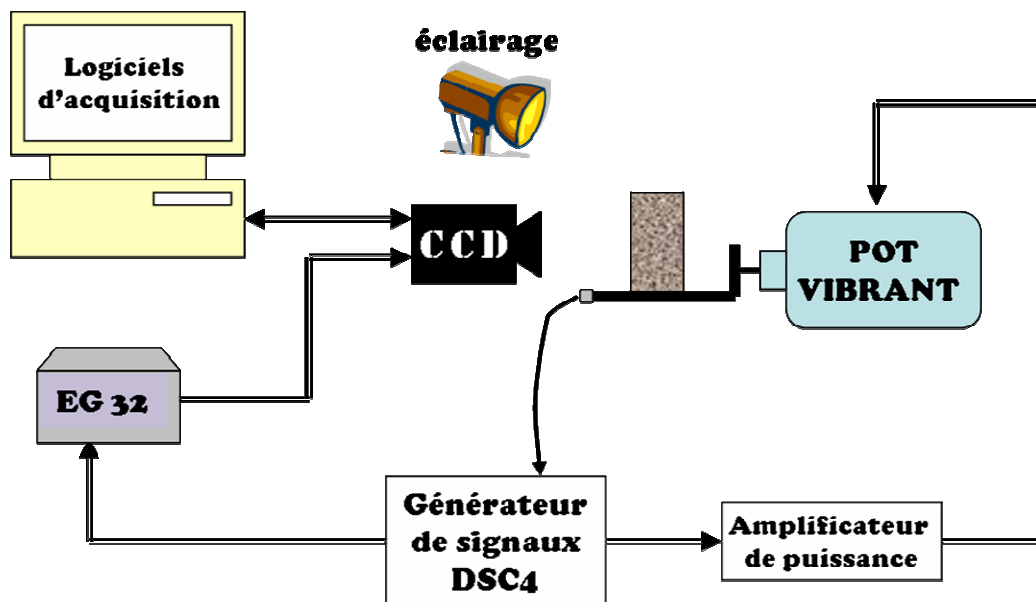 éclairage
Logiciels
d'acquisition
CCD
POT
VIBRANT
EG 32
Générateur
de signaux
DSC4
Amplificateur
de puissance